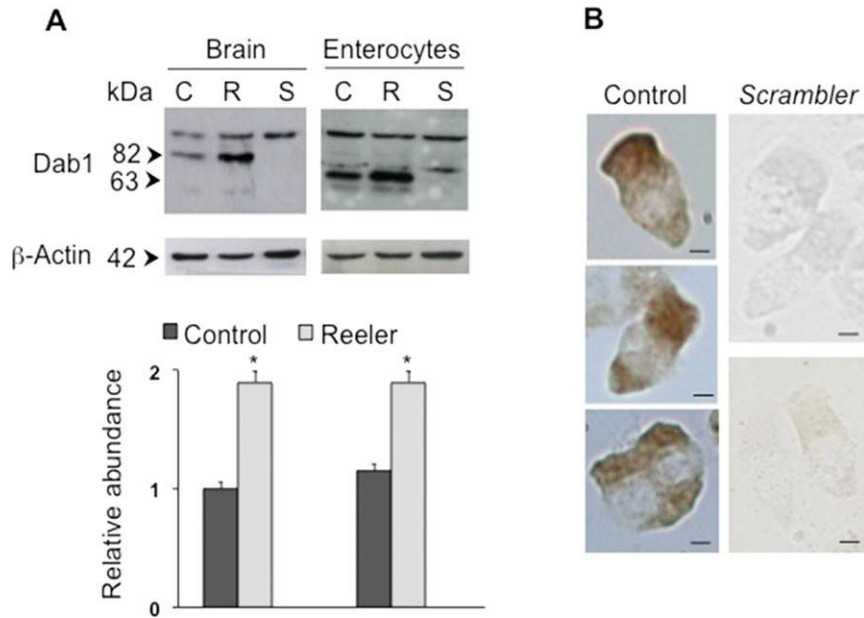 A
Brain Enterocytes
kDa C R S C R S
Dab1 82
63
β-Actin 42
Control Reeler
Relative abundance
2
* *
1
0
B
Control Scrambler